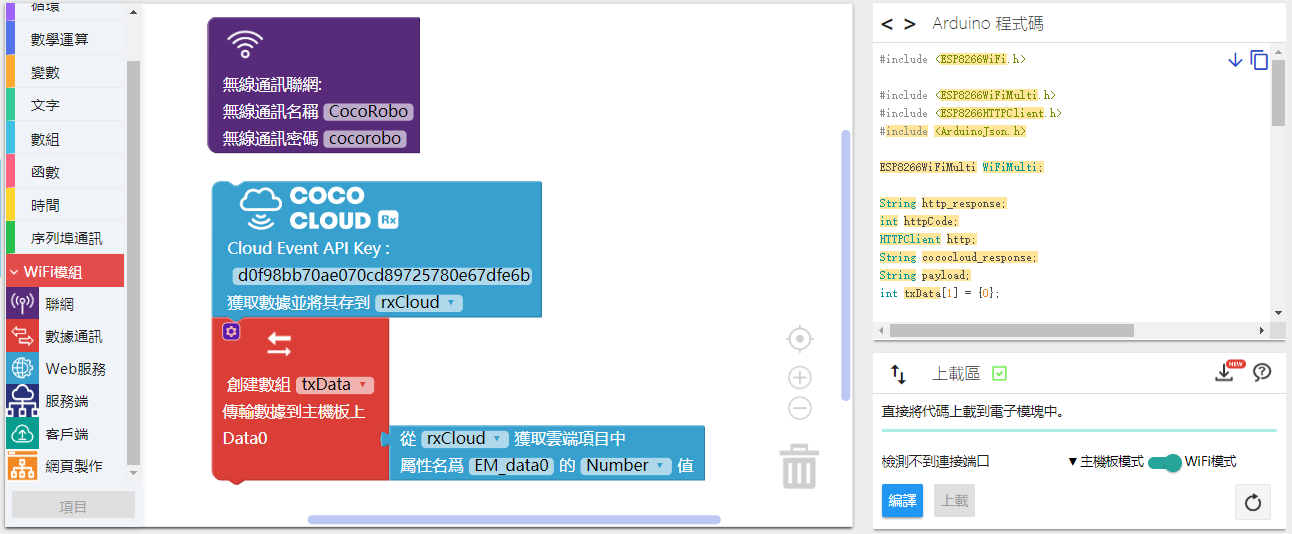 循環
數學運算
變數
文字
數組
函數
時間
序列埠通訊
WiFi模組
聯網
數據通訊
Web服務
服務端
客戶端
網頁製作
項目
無線通訊聯網:
無線通訊名稱 CocoRobo
無線通訊密碼 cocorobo
COCO
CLOUD Rx
Cloud Event API Key :
d0f98bb70ae070cd89725780e67dfe6b
獲取數據並將其存到 rxCloud
創建數組 txData
傳輸數據到主機板上
Data0
從 rxCloud 獲取雲端項目中
屬性名爲 EM_data0 的 Number 值
< > Arduino 程式碼
#include <ESP8266WiFi.h>
#include <ESP8266WiFiMulti.h>
#include <ESP8266HTTPClient.h>
#include <ArduinoJson.h>
ESP8266WiFiMulti WiFiMulti;
String http_response;
int httpCode;
HTTPClient http;
String cococloud_response;
String payload;
int txData[1] = {0};
上載區
NEW
直接將代碼上載到電子模塊中。
檢測不到連接端口
▼主機板模式 WiFi模式
編譯 上載